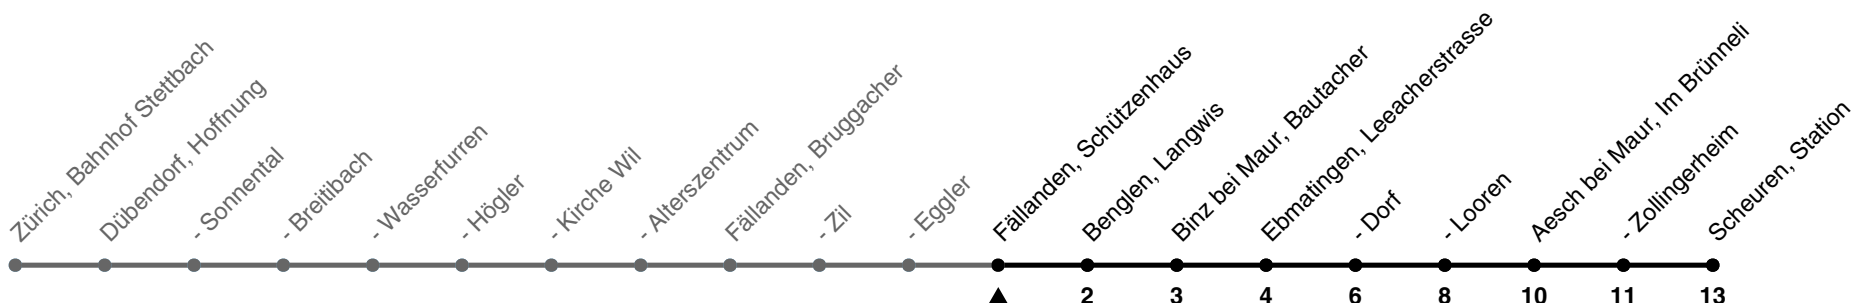 Zürich, Bahnhof Stettbach
Dübendorf, Hoffnung
- Sonnental
- Breitibach
- Wasserfurren
- Högler
- Kirche Wil
- Alterszentrum
Fällanden, Bruggacher
- Zil
- Eggler
Fällanden, Schützenhaus
Benglen, Langwis
Binz bei Maur, Bautacher
Ebmatingen, Leeacherstrasse
- Dorf
- Looren
Aesch bei Maur, Im Brünneli
- Zollingerheim
Scheuren, Station
2 3 4 6 8 10 11 13